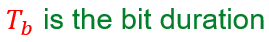 T_b is the bit duration